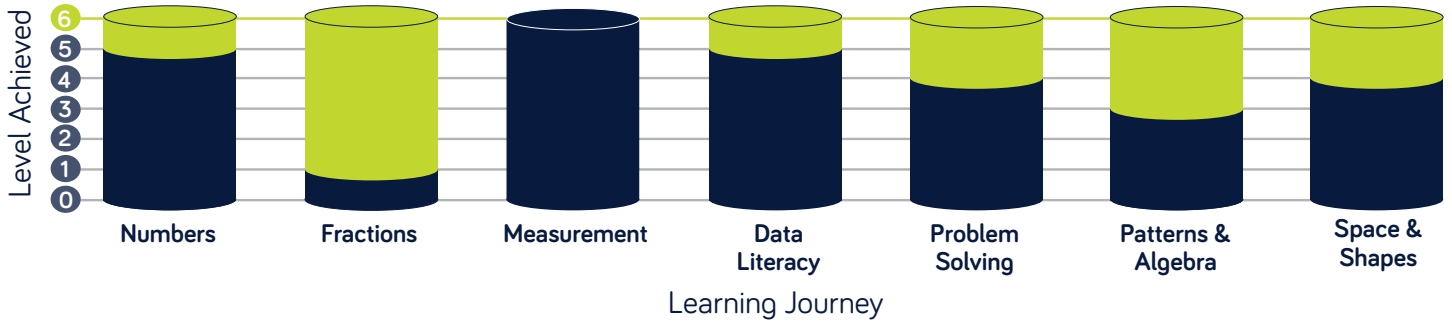 Level Achieved
6
5
4
3
2
1
0
Numbers
Fractions
Measurement
Data
Literacy
Problem
Solving
Patterns &
Algebra
Space &
Shapes
Learning Journey